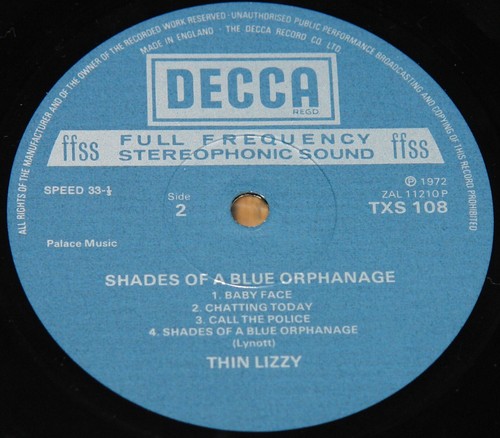 ALL RIGHTS OF THE MANUFACTURER AND OF THE OWNER OF THE RECORDED WORK RESERVED · UNAUTHORISED PUBLIC PERFORMANCE BROADCASTING AND COPYING OF THIS RECORD PROHIBITED
MADE IN ENGLAND · THE DECCA RECORD CO LTD.
DECCA
REGD
ffss FULL FREQUENCY ffss
STEREOPHONIC SOUND
SPEED 33-⅓
Side
2
℗ 1972
ZAL 11210 P
TXS 108
Palace Music
SHADES OF A BLUE ORPHANAGE
1. BABY FACE
2. CHATTING TODAY
3. CALL THE POLICE
4. SHADES OF A BLUE ORPHANAGE
(Lynott)
THIN LIZZY